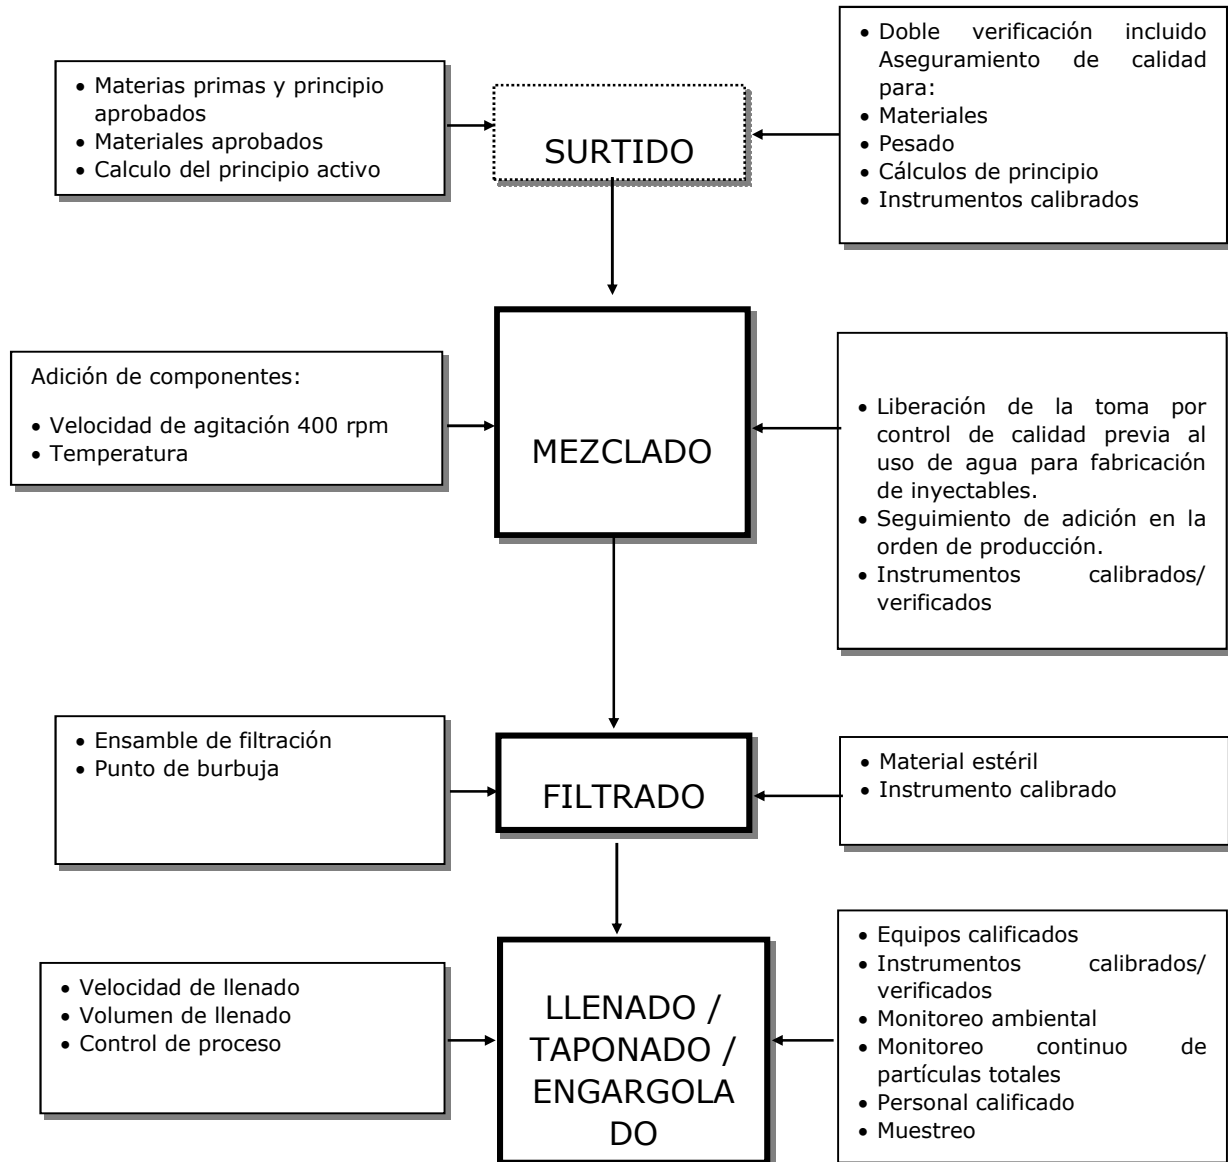 • Materias primas y principio
aprobados
• Materiales aprobados
• Calculo del principio activo
SURTIDO
• Doble verificación incluido
Aseguramiento de calidad
para:
• Materiales
• Pesado
• Cálculos de principio
• Instrumentos calibrados
Adición de componentes:
• Velocidad de agitación 400 rpm
• Temperatura
MEZCLADO
• Liberación de la toma por
control de calidad previa al
uso de agua para fabricación
de inyectables.
• Seguimiento de adición en la
orden de producción.
• Instrumentos calibrados/
verificados
• Ensamble de filtración
• Punto de burbuja
FILTRADO
• Material estéril
• Instrumento calibrado
• Velocidad de llenado
• Volumen de llenado
• Control de proceso
LLENADO /
TAPONADO /
ENGARGOLA
DO
• Equipos calificados
• Instrumentos calibrados/
verificados
• Monitoreo ambiental
• Monitoreo continuo de
partículas totales
• Personal calificado
• Muestreo